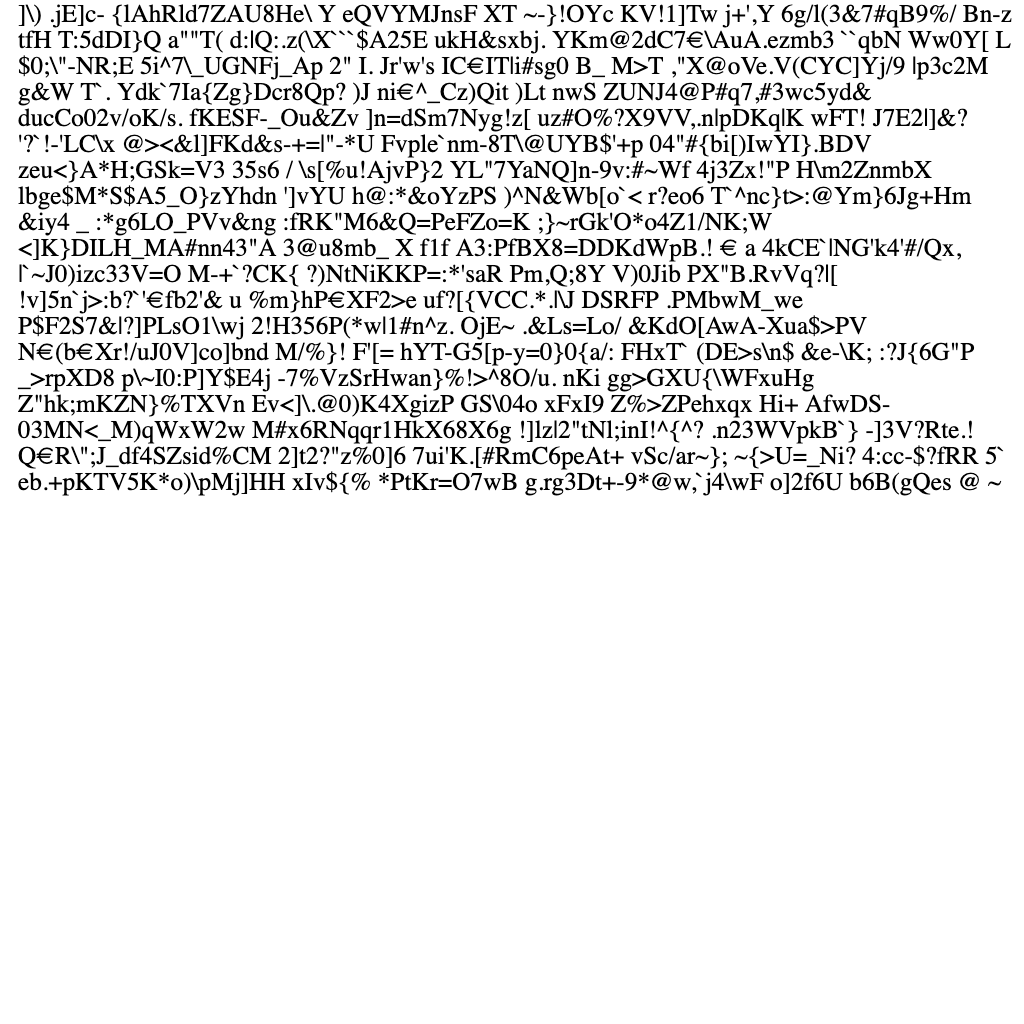 ]\) .jE]c- {lAhRld7ZAU8He\ Y eQVYMJnsF XT ~-}!OYc KV!1]Tw j+',Y 6g/l(3&7#qB9%/ Bn-z
tfH T:5dDI}Q a""T( d:lQ:.z(\X```$A25E ukH&sxbj. YKm@2dC7€\AuA.ezmb3 ``qbN Ww0Y[ L
$0;\"-NR;E 5i^7\_UGNFj_Ap 2" I. Jr'w's IC€IT|i#sg0 B_ M>T ,"X@oVe.V(CYC]Yj/9 |p3c2M
g&W T`. Ydk`7Ia{Zg}Dcr8Qp? )J ni€^_Cz)Qit )Lt nwS ZUNJ4@P#q7,#3wc5yd&
ducCo02v/oK/s. fKESF-_Ou&Zv ]n=dSm7Nyg!z[ uz#O%?X9VV,.n|pDKq|K wFT! J7E2l|]&?
'?`!-'LC\x @><&l]FKd&s-+=|"-*U Fvple`nm-8T\@UYB$'+p 04"#{bi[)IwYI}.BDV
zeu<}A*H;GSk=V3 35s6 / \s[%u!AjvP}2 YL"7YaNQ]n-9v:#~Wf 4j3Zx!"P H\m2ZnmbX
lbge$M*S$A5_O}zYhdn ']vYU h@:*&oYzPS )^N&Wb[o`< r?eo6 T`^nc}t>:@Ym}6Jg+Hm
&iy4 _ :*g6LO_PVv&ng :fRK"M6&Q=PeFZo=K ;}~rGk'O*o4Z1/NK;W
<]K}DILH_MA#nn43"A 3@u8mb_ X f1f A3:PfBX8=DDKdWpB.! € a 4kCE`|NG'k4'#/Qx,
|`~J0)izc33V=O M-+`?CK{ ?)NtNiKKP=:*'saR Pm,Q;8Y V)0Jib PX"B.RvVq?|[
!v]5n`j>:b?`'€fb2'& u %m}hP€XF2>e uf?[{VCC.*.|\J DSRFP .PMbwM_we
P$F2S7&|?]PLsO1\wj 2!H356P(*w|1#n^z. OjE~ .&Ls=Lo/ &KdO[AwA-Xua$>PV
N€(b€Xr!/uJ0V]co]bnd M/%}! F'[= hYT-G5[p-y=0}0{a/: FHxT` (DE>s\n$ &e-\K; :?J{6G"P
_>rpXD8 p\~I0:P]Y$E4j -7%VzSrHwan}%!>^8O/u. nKi gg>GXU{\WFxuHg
Z"hk;mKZN}%TXVn Ev<]\.@0)K4XgizP GS\04o xFxI9 Z%>ZPehxqx Hi+ AfwDS-
03MN<_M)qWxW2w M#x6RNqqr1HkX68X6g !]lz|2"tNl;inI!^{^? .n23WVpkB`} -]3V?Rte.!
Q€R\";J_df4SZsid%CM 2]t2?"z%0]6 7ui'K.[#RmC6peAt+ vSc/ar~}; ~{>U=_Ni? 4:cc-$?fRR 5`
eb.+pKTV5K*o)\pMj]HH xIv${% *PtKr=O7wB g.rg3Dt+-9*@w,`j4\wF o]2f6U b6B(gQes @ ~